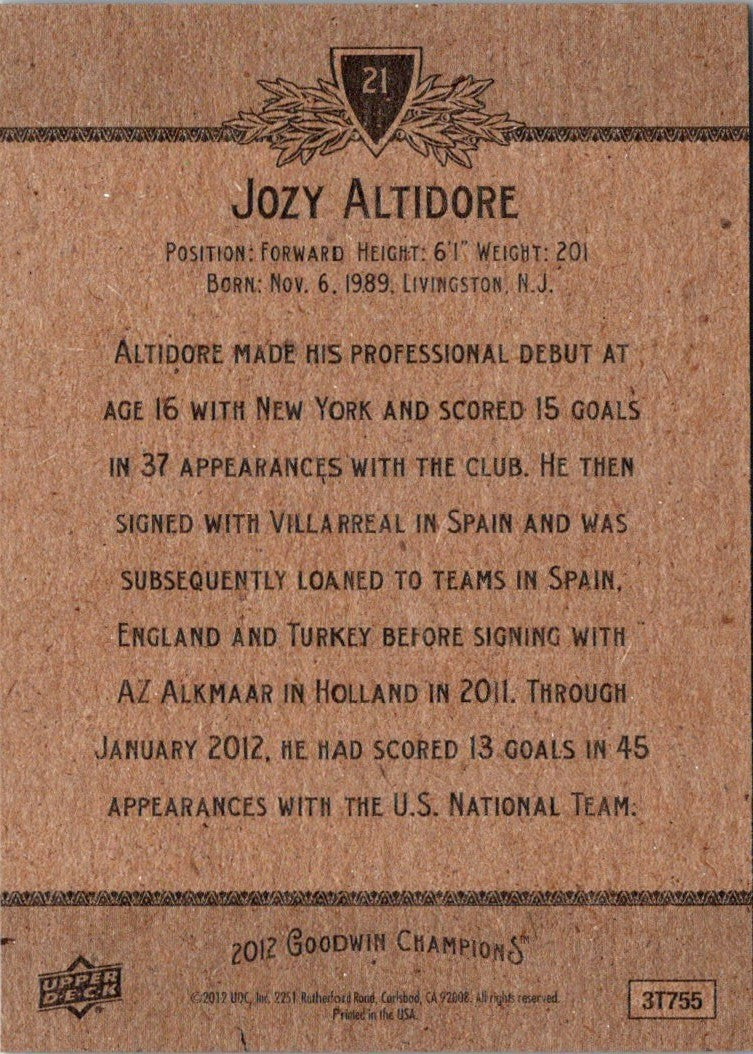 21
JOZY ALTIDORE
POSITION: FORWARD HEIGHT: 6'1" WEIGHT: 201
BORN: NOV. 6, 1989, LIVINGSTON, N.J.
ALTIDORE MADE HIS PROFESSIONAL DEBUT AT
AGE 16 WITH NEW YORK AND SCORED 15 GOALS
IN 37 APPEARANCES WITH THE CLUB. HE THEN
SIGNED WITH VILLARREAL IN SPAIN AND WAS
SUBSEQUENTLY LOANED TO TEAMS IN SPAIN,
ENGLAND AND TURKEY BEFORE SIGNING WITH
AZ ALKMAAR IN HOLLAND IN 2011. THROUGH
JANUARY 2012, HE HAD SCORED 13 GOALS IN 45
APPEARANCES WITH THE U.S. NATIONAL TEAM.
2012 GOODWIN CHAMPIONS™
UPPER DECK
©2012 UDC, Inc. 2251 Rutherford Road, Carlsbad, CA 92008. All rights reserved.
Printed in the USA.
3T755